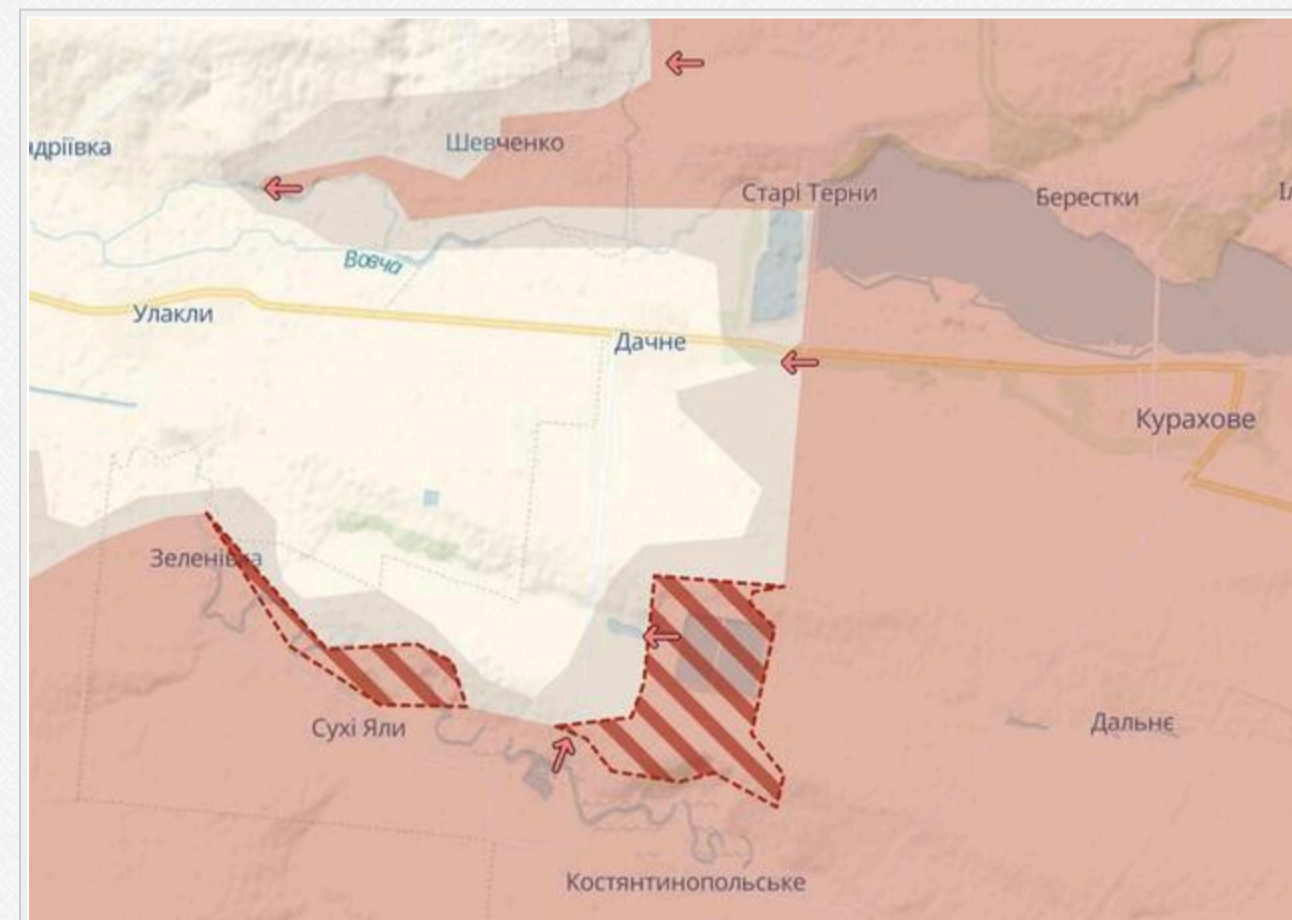 Шевченко
дріївка
Старі Терни
Берестки
Вовча
Улакли
Дачне
Курахове
Зеленівка
Сухі Яли
Дальнє
Костянтинопольське